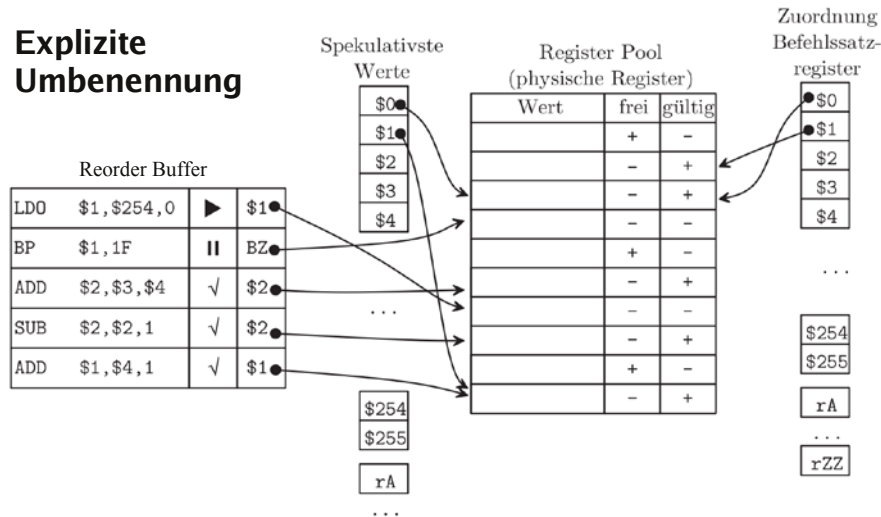 Explizite
Umbenennung
Spekulativste
Werte
$0
$1
$2
$3
$4
...
$254
$255
rA
...
Reorder Buffer
LDO $1,$254,0 ▶ $1
BP $1,1F II BZ
ADD $2,$3,$4 √ $2
SUB $2,$2,1 √ $2
ADD $1,$4,1 √ $1
Register Pool
(physische Register)
Wert frei gültig
+ −
− +
− +
− −
+ −
− +
− −
− +
+ −
− +
Zuordnung
Befehlssatz-
register
$0
$1
$2
$3
$4
...
$254
$255
rA
...
rZZ